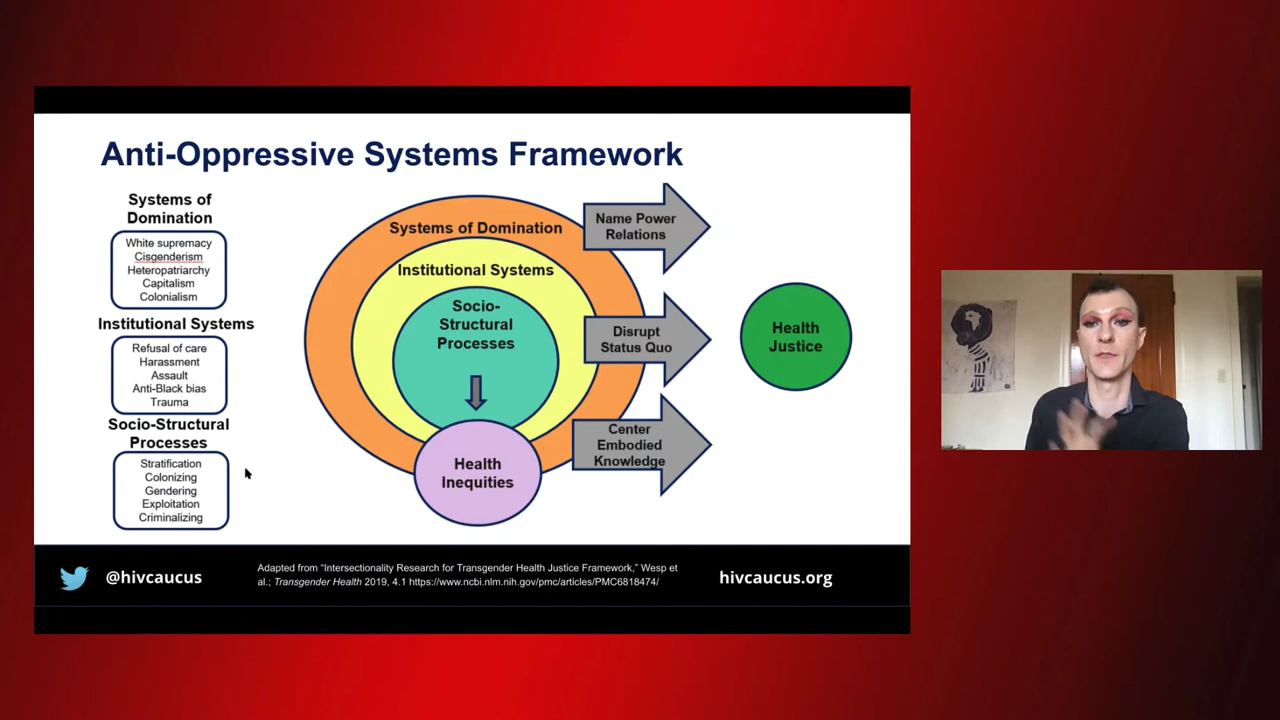 Anti-Oppressive Systems Framework
Systems of
Domination
White supremacy
Cisgenderism
Heteropatriarchy
Capitalism
Colonialism
Institutional Systems
Refusal of care
Harassment
Assault
Anti-Black bias
Trauma
Socio-Structural
Processes
Stratification
Colonizing
Gendering
Exploitation
Criminalizing
Systems of Domination
Institutional Systems
Socio-
Structural
Processes
Health
Inequities
Name Power
Relations
Disrupt
Status Quo
Center
Embodied
Knowledge
Health
Justice
@hivcaucus
Adapted from “Intersectionality Research for Transgender Health Justice Framework,” Wesp et
al.; Transgender Health 2019, 4.1 https://www.ncbi.nlm.nih.gov/pmc/articles/PMC6818474/
hivcaucus.org